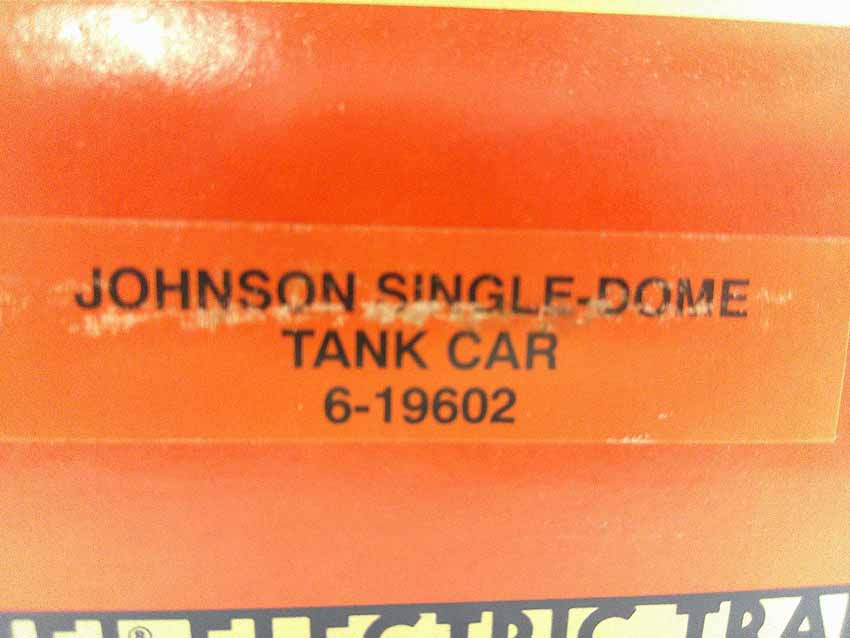 JOHNSON SINGLE-DOME
TANK CAR
6-19602
®